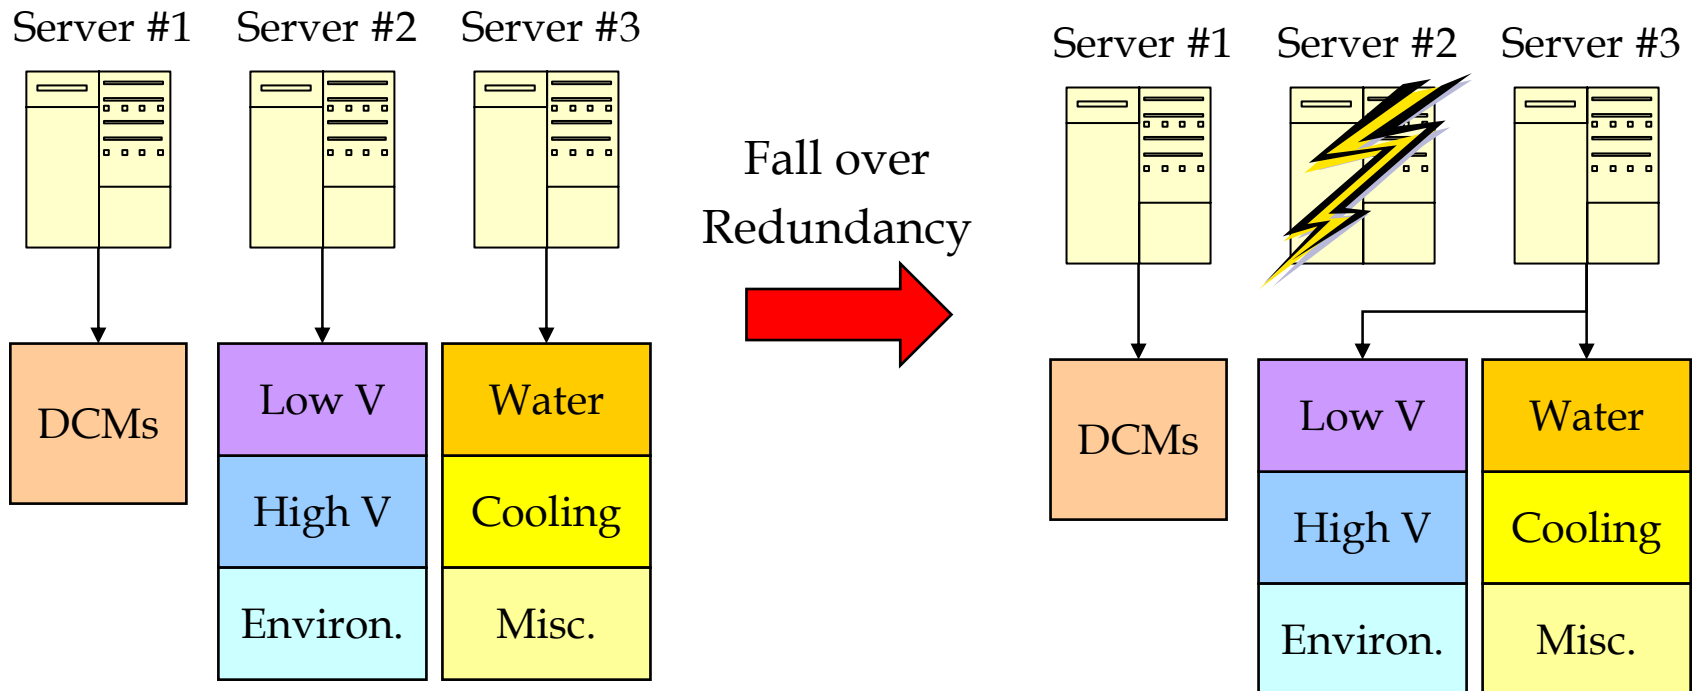 Server #1 Server #2 Server #3
DCMs
Low V
High V
Environ.
Water
Cooling
Misc.
Fall over
Redundancy
Server #1 Server #2 Server #3
DCMs
Low V
High V
Environ.
Water
Cooling
Misc.